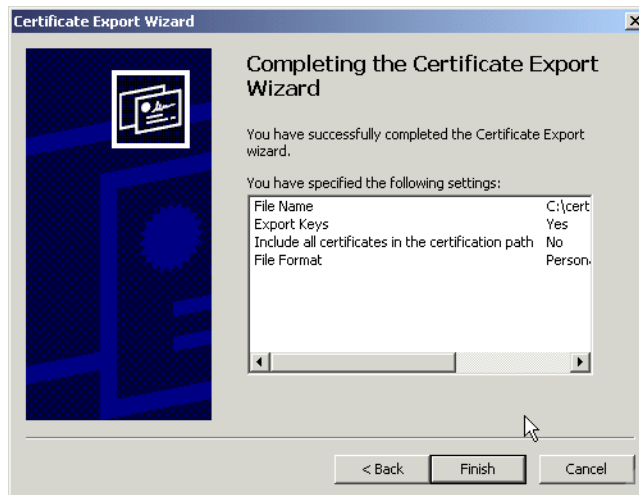 Certificate Export Wizard
Completing the Certificate Export
Wizard
You have successfully completed the Certificate Export
wizard.
You have specified the following settings:
File Name C:\cert
Export Keys Yes
Include all certificates in the certification path No
File Format Person
< Back Finish Cancel